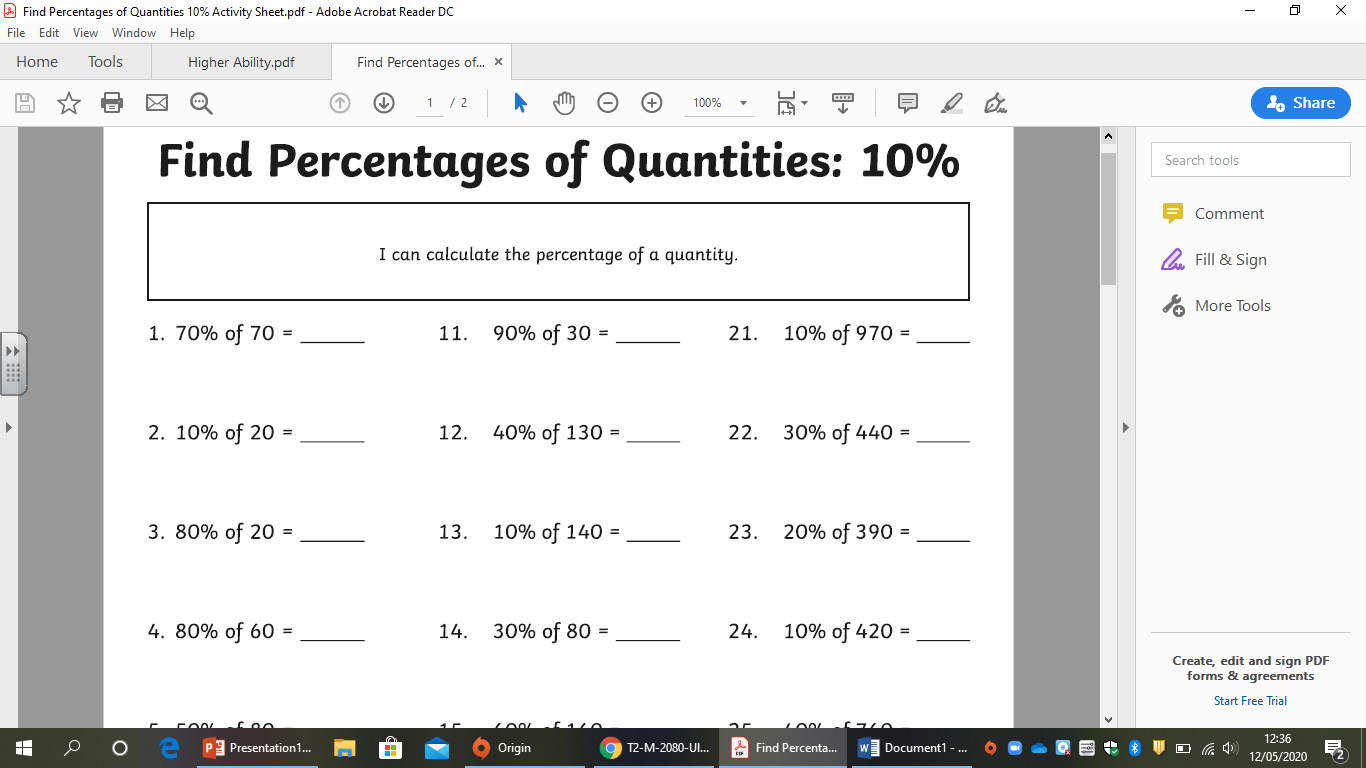 Find Percentages of Quantities 10% Activity Sheet.pdf - Adobe Acrobat Reader DC
File Edit View Window Help
Home Tools Higher Ability.pdf Find Percentages of... ×
1 / 2 100% Share
Find Percentages of Quantities: 10%
Search tools
Comment
Fill & Sign
More Tools
I can calculate the percentage of a quantity.
1. 70% of 70 = ______ 11. 90% of 30 = ______ 21. 10% of 970 = _____
2. 10% of 20 = ______ 12. 40% of 130 = _____ 22. 30% of 440 = _____
3. 80% of 20 = ______ 13. 10% of 140 = _____ 23. 20% of 390 = _____
4. 80% of 60 = ______ 14. 30% of 80 = ______ 24. 10% of 420 = _____
Create, edit and sign PDF
forms & agreements
Start Free Trial
Presentation1... Origin T2-M-2080-Ul... Find Percenta... Document1 - ... 12:36
12/05/2020 2